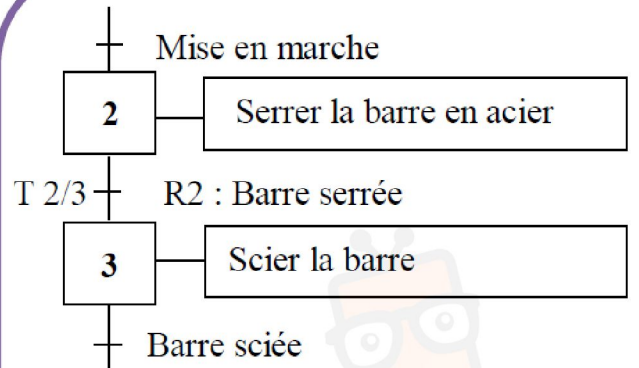 Mise en marche
2 Serrer la barre en acier
T 2/3 R2 : Barre serrée
3 Scier la barre
Barre sciée